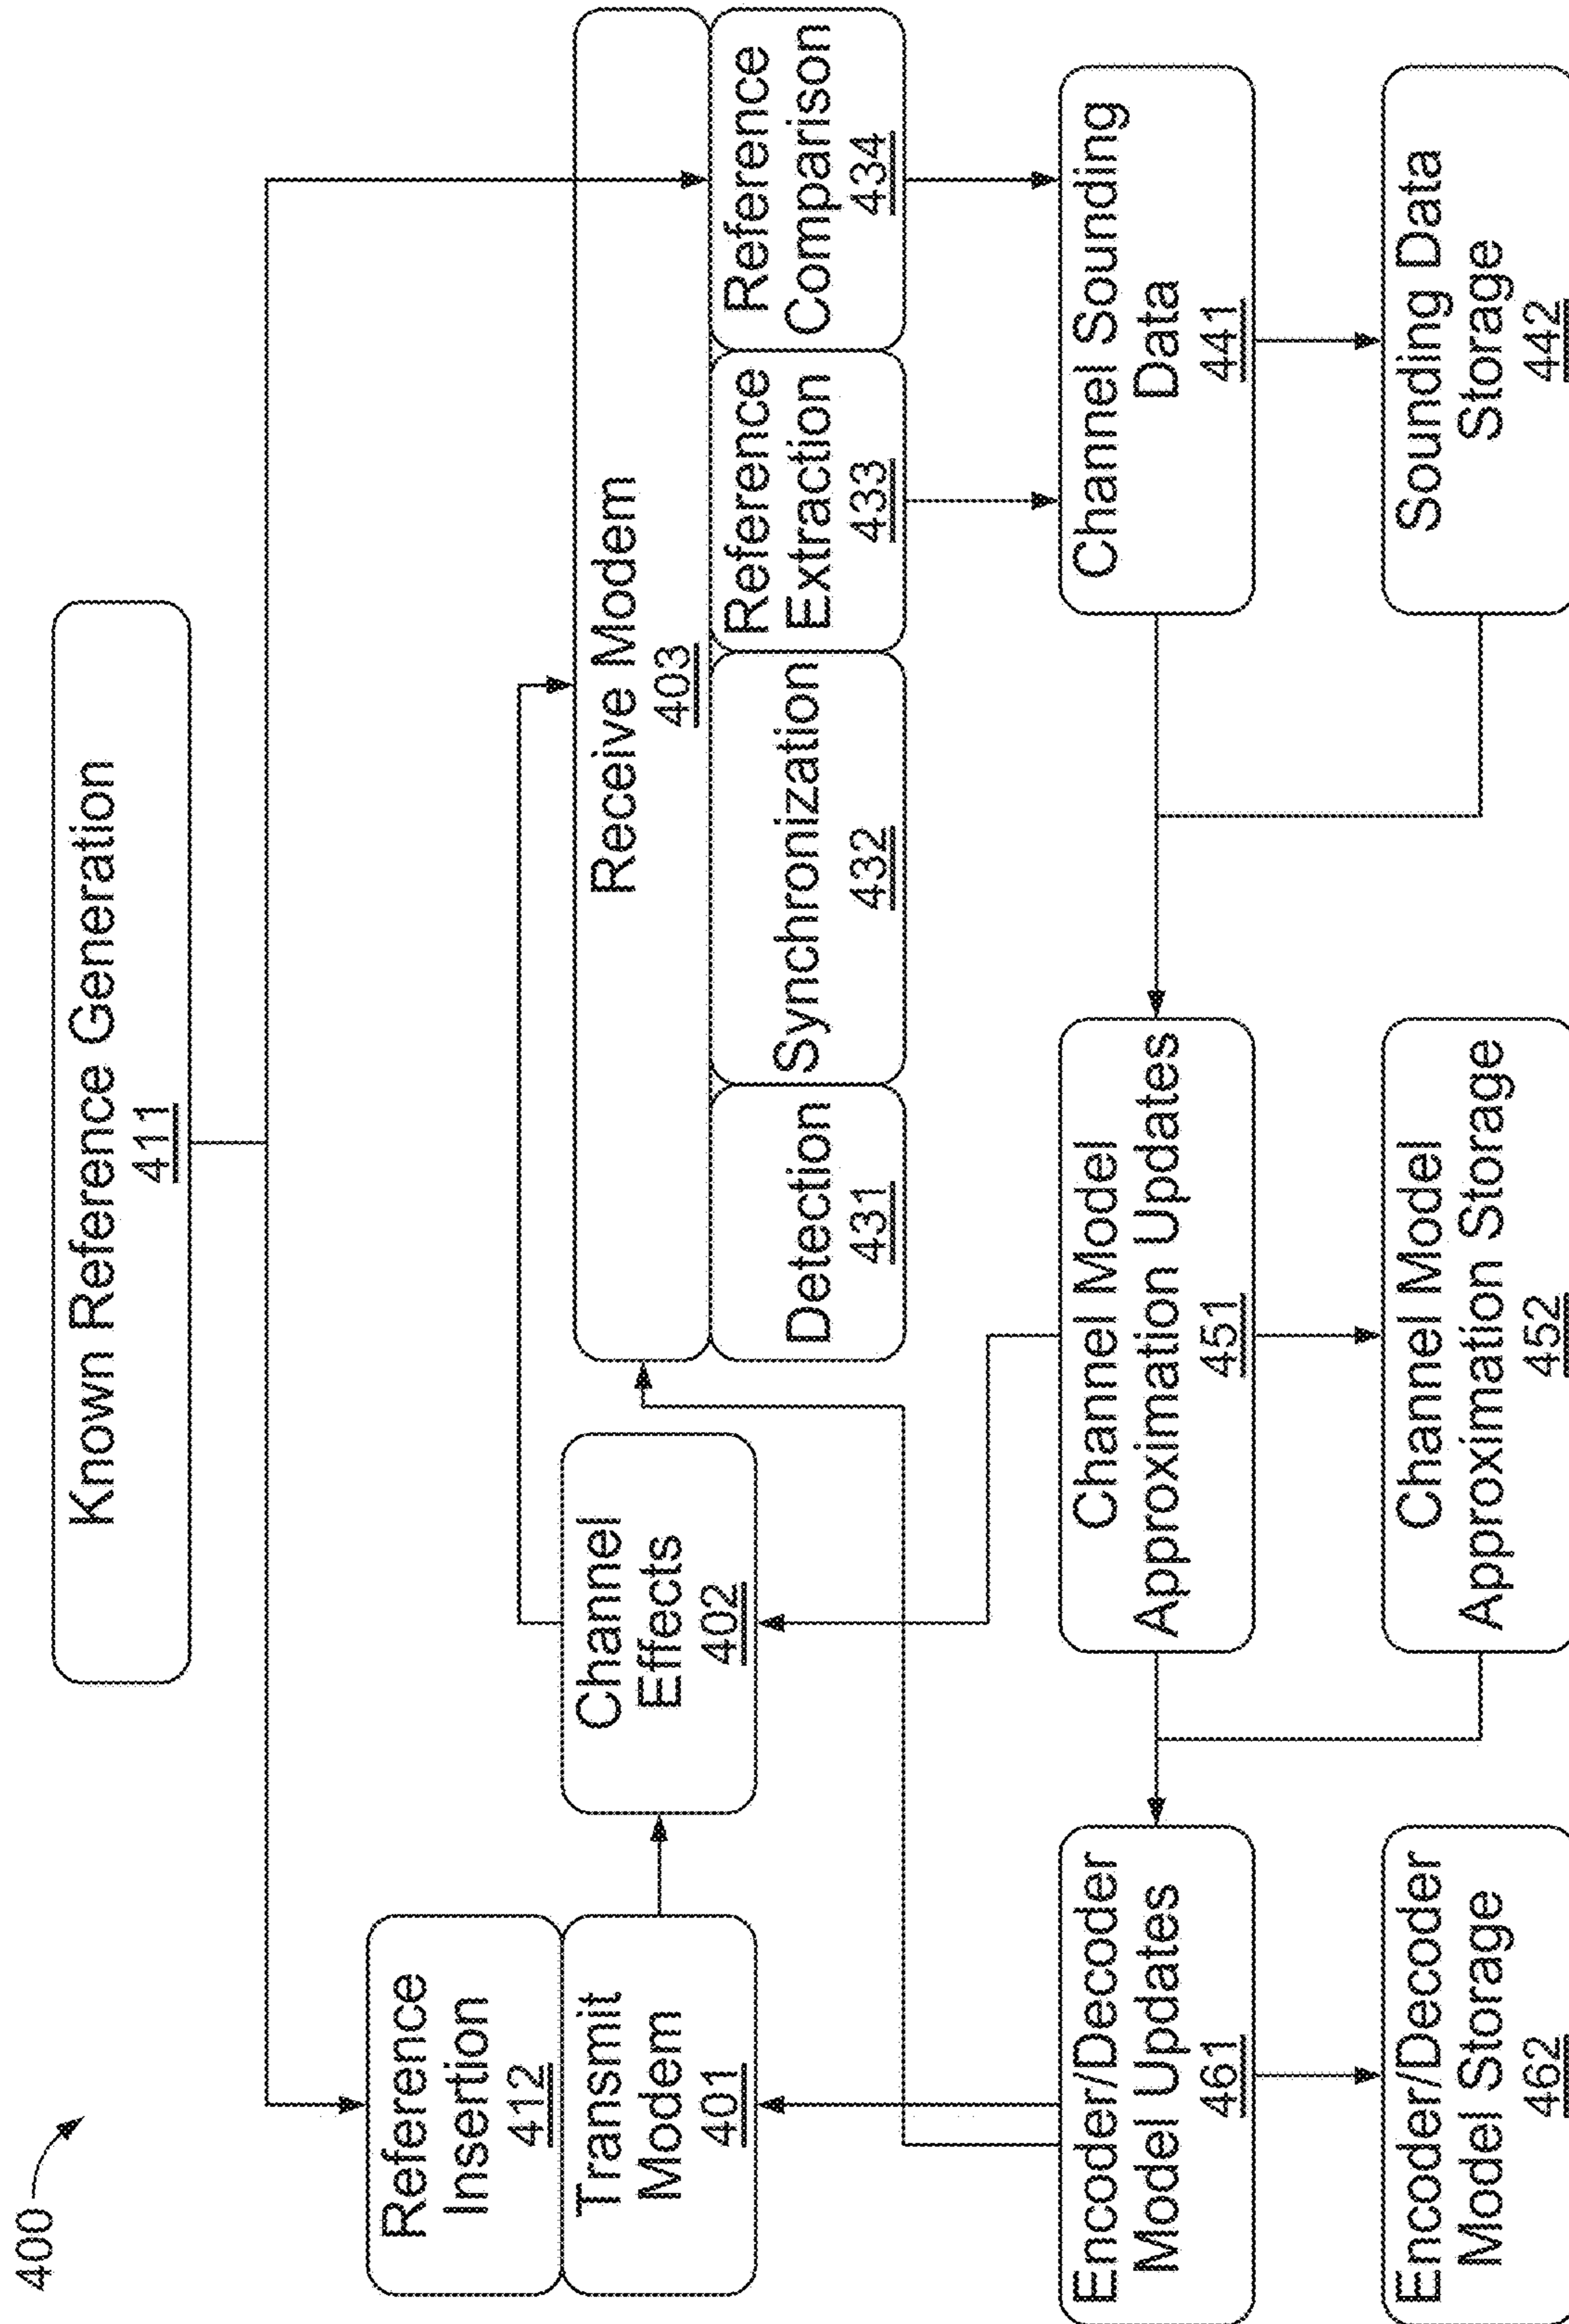 400
Known Reference Generation
411
Reference
Insertion
412
Transmit
Modem
401
Channel
Effects
402
Receive Modem
403
Detection
431
Synchronization
432
Reference
Extraction
433
Reference
Comparison
434
Encoder/Decoder
Model Updates
461
Channel Model
Approximation Updates
451
Channel Sounding
Data
441
Encoder/Decoder
Model Storage
462
Channel Model
Approximation Storage
452
Sounding Data
Storage
442